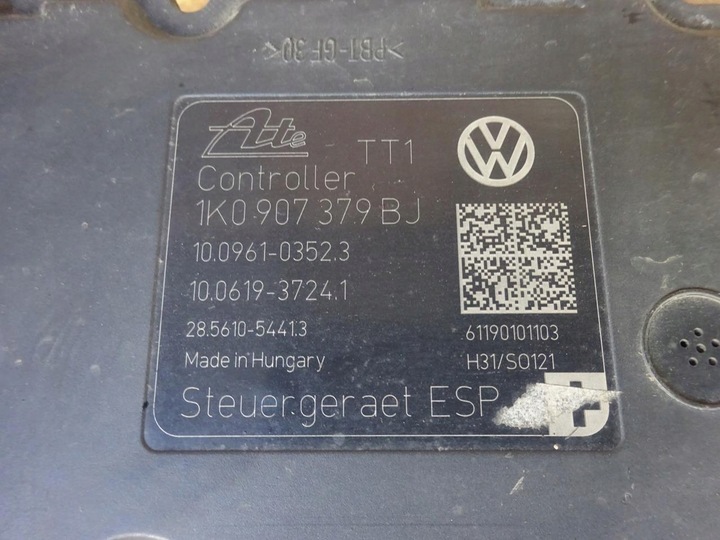 >PBT-GF30<
Ate
TT1
Controller
1K0 907 379 BJ
10.0961-0352.3
10.0619-3724.1
28.5610-5441.3
61190101103
Made in Hungary
H31/S0121
Steuergeraet ESP